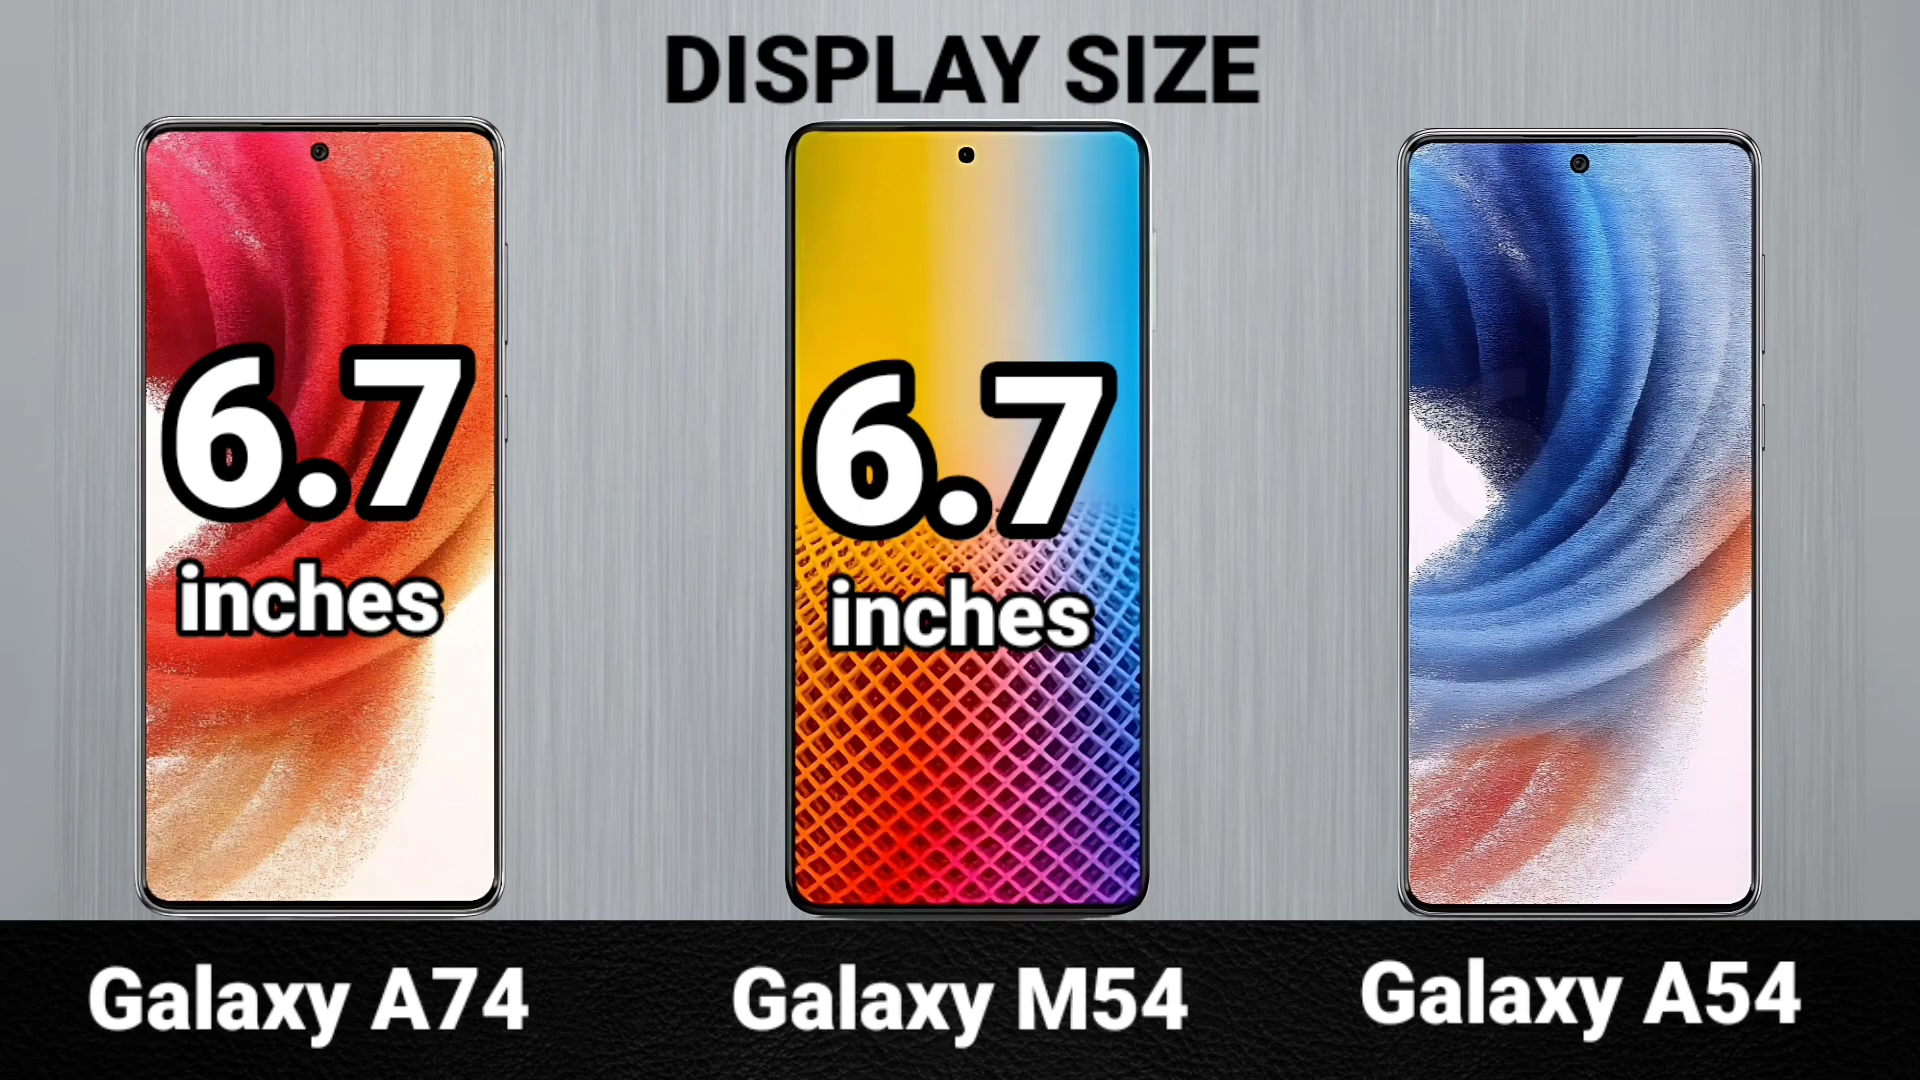 DISPLAY SIZE
6.7
inches
6.7
inches
Galaxy A74
Galaxy M54
Galaxy A54